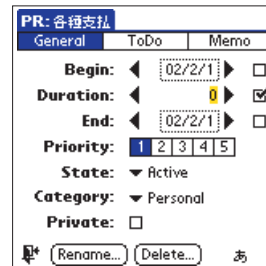 PR: 各種支払
General ToDo Memo
Begin: 02/2/1
Duration: 0
End: 02/2/1
Priority: 1 2 3 4 5
State: Active
Category: Personal
Private:
Rename... Delete... あ